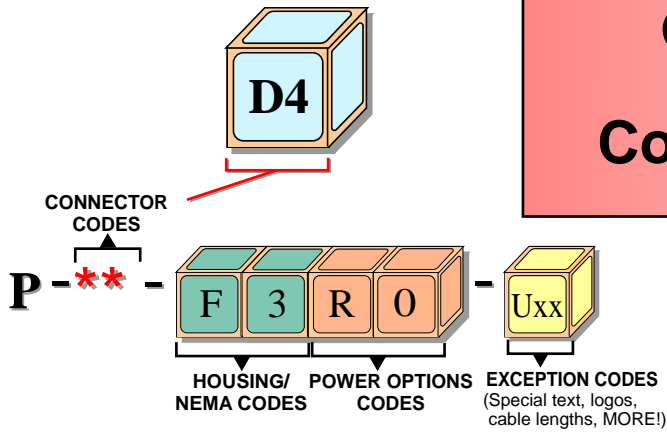 D4
CONNECTOR
CODES
P - ** - F 3 R 0 - Uxx
HOUSING/
NEMA CODES
POWER OPTIONS
CODES
EXCEPTION CODES
(Special text, logos,
cable lengths, MORE!)